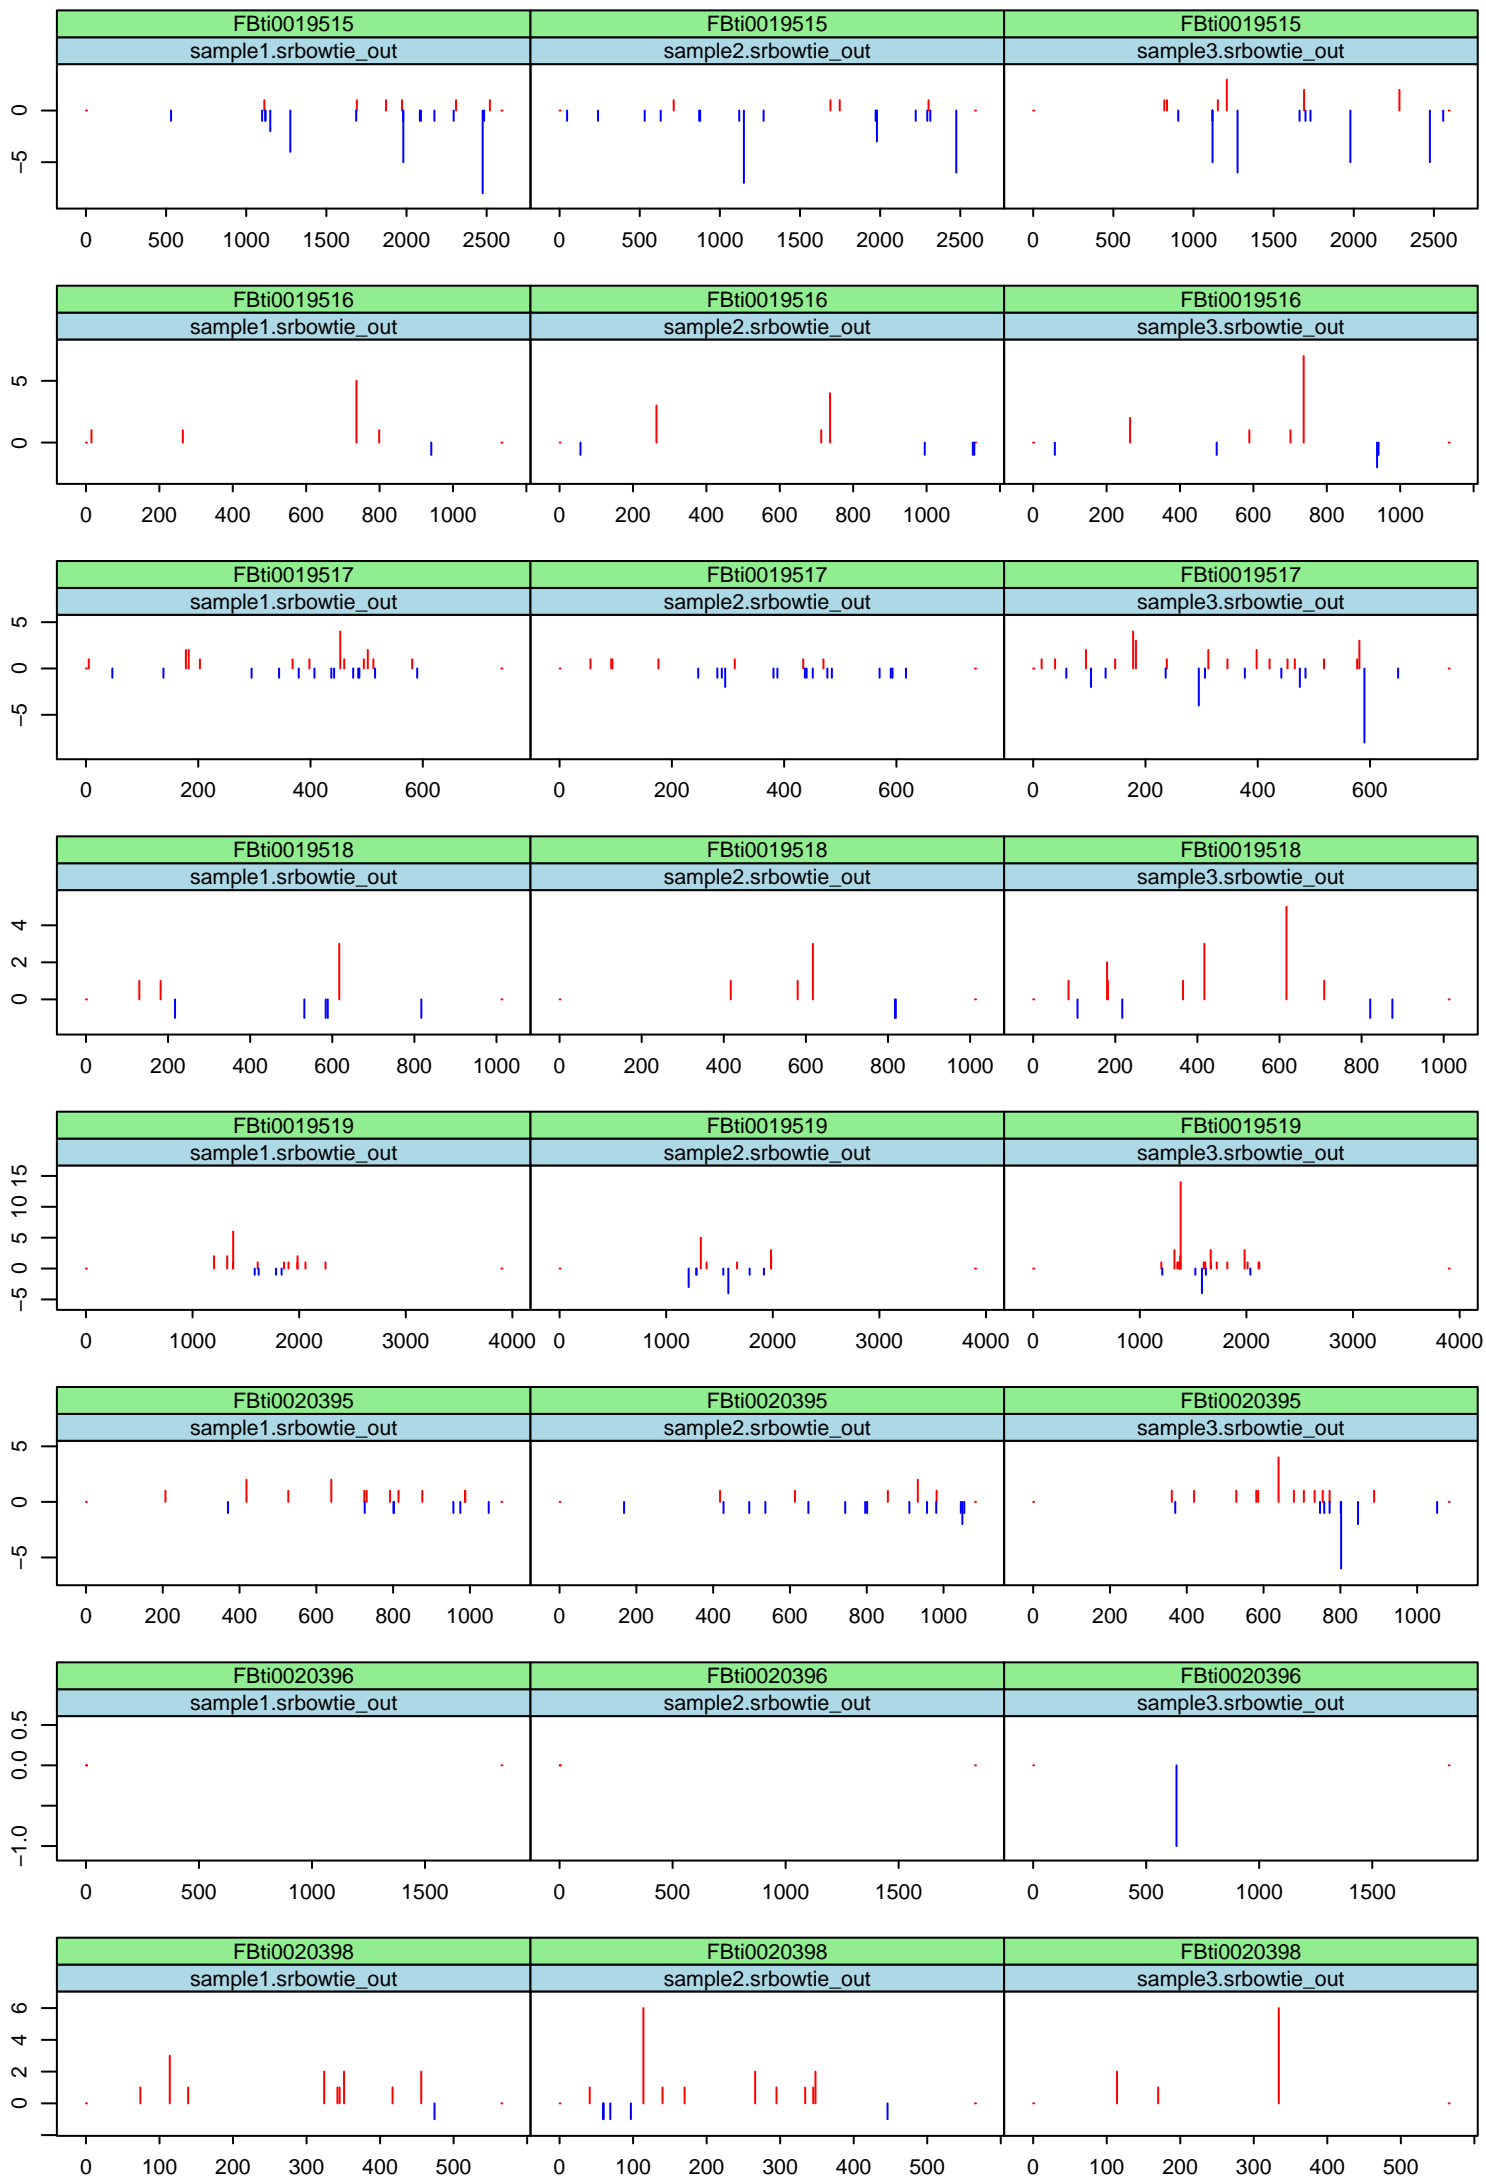 FBti0019515 FBti0019515 FBti0019515
sample1.srbowtie_out sample2.srbowtie_out sample3.srbowtie_out
0
−5
0 500 1000 1500 2000 2500 0 500 1000 1500 2000 2500 0 500 1000 1500 2000 2500
FBti0019516 FBti0019516 FBti0019516
sample1.srbowtie_out sample2.srbowtie_out sample3.srbowtie_out
5
0
0 200 400 600 800 1000 0 200 400 600 800 1000 0 200 400 600 800 1000
FBti0019517 FBti0019517 FBti0019517
sample1.srbowtie_out sample2.srbowtie_out sample3.srbowtie_out
5
0
−5
0 200 400 600 0 200 400 600 0 200 400 600
FBti0019518 FBti0019518 FBti0019518
sample1.srbowtie_out sample2.srbowtie_out sample3.srbowtie_out
4
2
0
0 200 400 600 800 1000 0 200 400 600 800 1000 0 200 400 600 800 1000
FBti0019519 FBti0019519 FBti0019519
sample1.srbowtie_out sample2.srbowtie_out sample3.srbowtie_out
15
10
5
0
−5
0 1000 2000 3000 4000 0 1000 2000 3000 4000 0 1000 2000 3000 4000
FBti0020395 FBti0020395 FBti0020395
sample1.srbowtie_out sample2.srbowtie_out sample3.srbowtie_out
5
0
−5
0 200 400 600 800 1000 0 200 400 600 800 1000 0 200 400 600 800 1000
FBti0020396 FBti0020396 FBti0020396
sample1.srbowtie_out sample2.srbowtie_out sample3.srbowtie_out
0.5
0.0
−1.0
0 500 1000 1500 0 500 1000 1500 0 500 1000 1500
FBti0020398 FBti0020398 FBti0020398
sample1.srbowtie_out sample2.srbowtie_out sample3.srbowtie_out
6
4
2
0
0 100 200 300 400 500 0 100 200 300 400 500 0 100 200 300 400 500